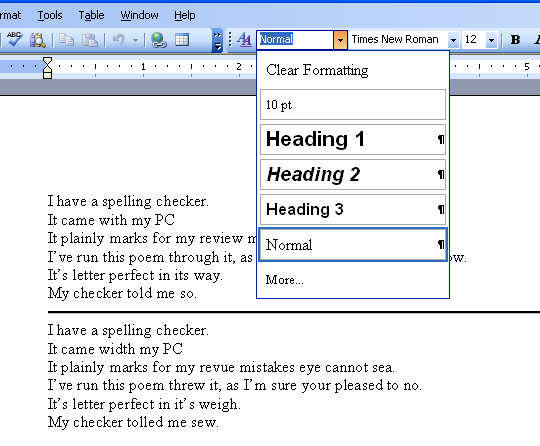 rmat Tools Table Window Help
Normal Times New Roman 12 B
1 2 5
Clear Formatting
10 pt
Heading 1 ¶
Heading 2 ¶
Heading 3 ¶
Normal ¶
More...
I have a spelling checker.
It came with my PC
It plainly marks for my review m
I've run this poem through it, as ow.
It's letter perfect in its way.
My checker told me so.
I have a spelling checker.
It came width my PC
It plainly marks for my revue mistakes eye cannot sea.
I've run this poem threw it, as I'm sure your pleased to no.
It's letter perfect in it's weigh.
My checker tolled me sew.